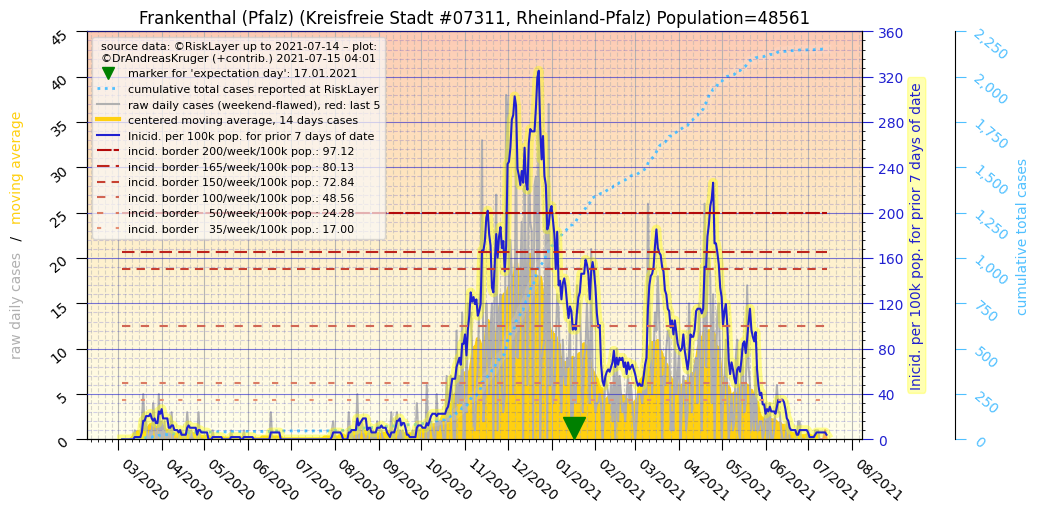 Frankenthal (Pfalz) (Kreisfreie Stadt #07311, Rheinland-Pfalz) Population=48561
source data: ©RiskLayer up to 2021-07-14 – plot:
©DrAndreasKruger (+contrib.) 2021-07-15 04:01
marker for 'expectation day': 17.01.2021
cumulative total cases reported at RiskLayer
raw daily cases (weekend-flawed), red: last 5
centered moving average, 14 days cases
Inicid. per 100k pop. for prior 7 days of date
incid. border 200/week/100k pop.: 97.12
incid. border 165/week/100k pop.: 80.13
incid. border 150/week/100k pop.: 72.84
incid. border 100/week/100k pop.: 48.56
incid. border   50/week/100k pop.: 24.28
incid. border   35/week/100k pop.: 17.00
raw daily cases  /  moving average
45
40
35
30
25
20
15
10
5
0
03/2020
04/2020
05/2020
06/2020
07/2020
08/2020
09/2020
10/2020
11/2020
12/2020
01/2021
02/2021
03/2021
04/2021
05/2021
06/2021
07/2021
08/2021
360
320
280
240
200
160
120
80
40
0
Inicid. per 100k pop. for prior 7 days of date
2,250
2,000
1,750
1,500
1,250
1,000
750
500
250
0
cumulative total cases